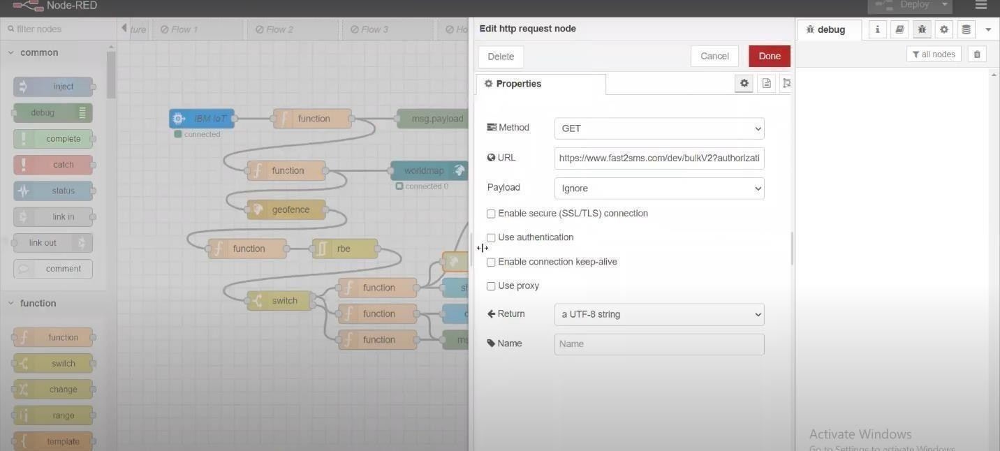 Node-RED
Deploy
filter nodes
ture
Flow 1
Flow 2
Flow 3
Edit http request node
debug
Delete
Cancel
Done
all nodes
common
Properties
inject
debug
complete
catch
status
link in
link out
comment
function
function
switch
change
range
template
IBM IoT
connected
function
msg.payload
function
worldmap
connected 0
geofence
function
rbe
switch
function
function
function
Method
GET
URL
https://www.fast2sms.com/dev/bulkV2?authorizati
Payload
Ignore
Enable secure (SSL/TLS) connection
Use authentication
Enable connection keep-alive
Use proxy
Return
a UTF-8 string
Name
Name
Activate Windows
Go to Settings to activate Windows.